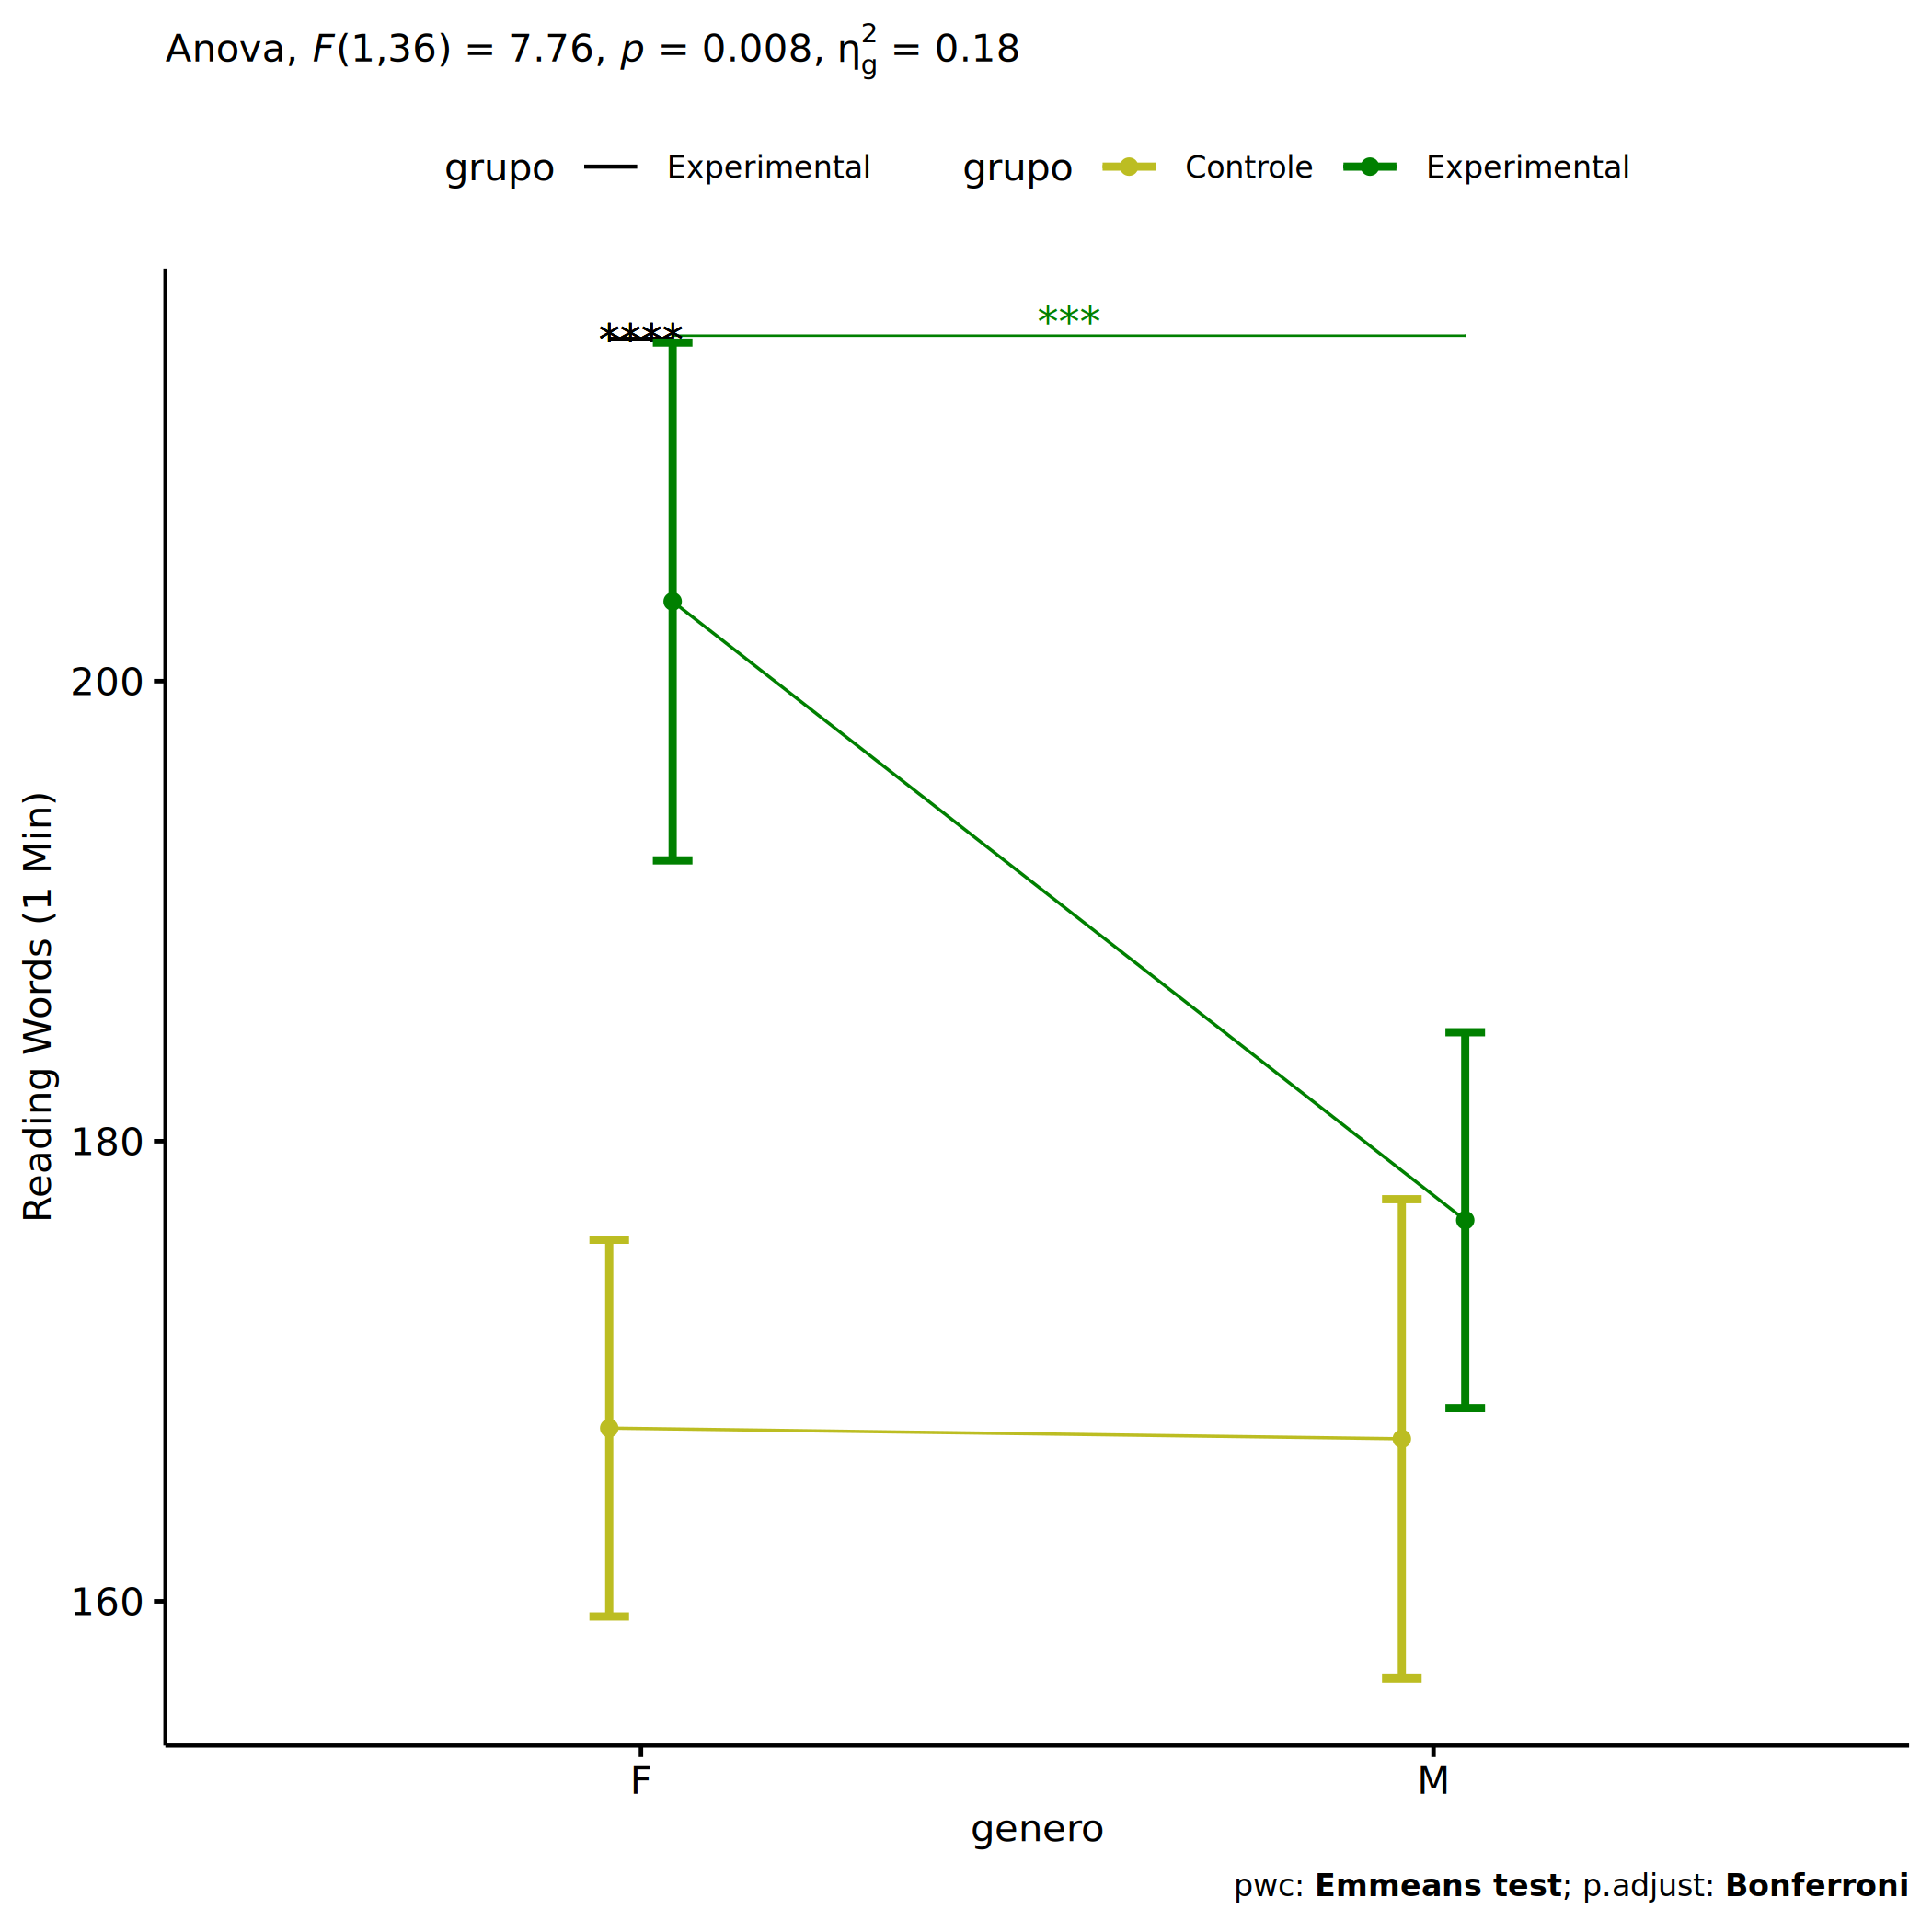 Anova, F(1,36) = 7.76, p = 0.008, η²g = 0.18
grupo Experimental grupo Controle Experimental
****
***
200
180
160
Reading Words (1 Min)
F M
genero
pwc: Emmeans test; p.adjust: Bonferroni